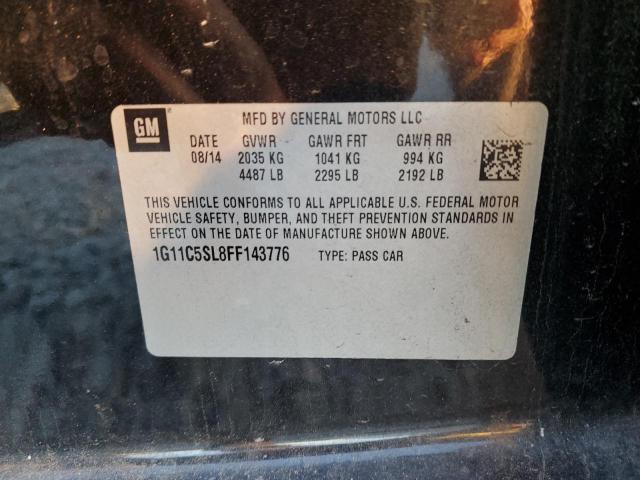 GM
MFD BY GENERAL MOTORS LLC
DATE GVWR GAWR FRT GAWR RR
08/14 2035 KG 1041 KG 994 KG
4487 LB 2295 LB 2192 LB
THIS VEHICLE CONFORMS TO ALL APPLICABLE U.S. FEDERAL MOTOR
VEHICLE SAFETY, BUMPER, AND THEFT PREVENTION STANDARDS IN
EFFECT ON THE DATE OF MANUFACTURE SHOWN ABOVE.
1G11C5SL8FF143776 TYPE: PASS CAR